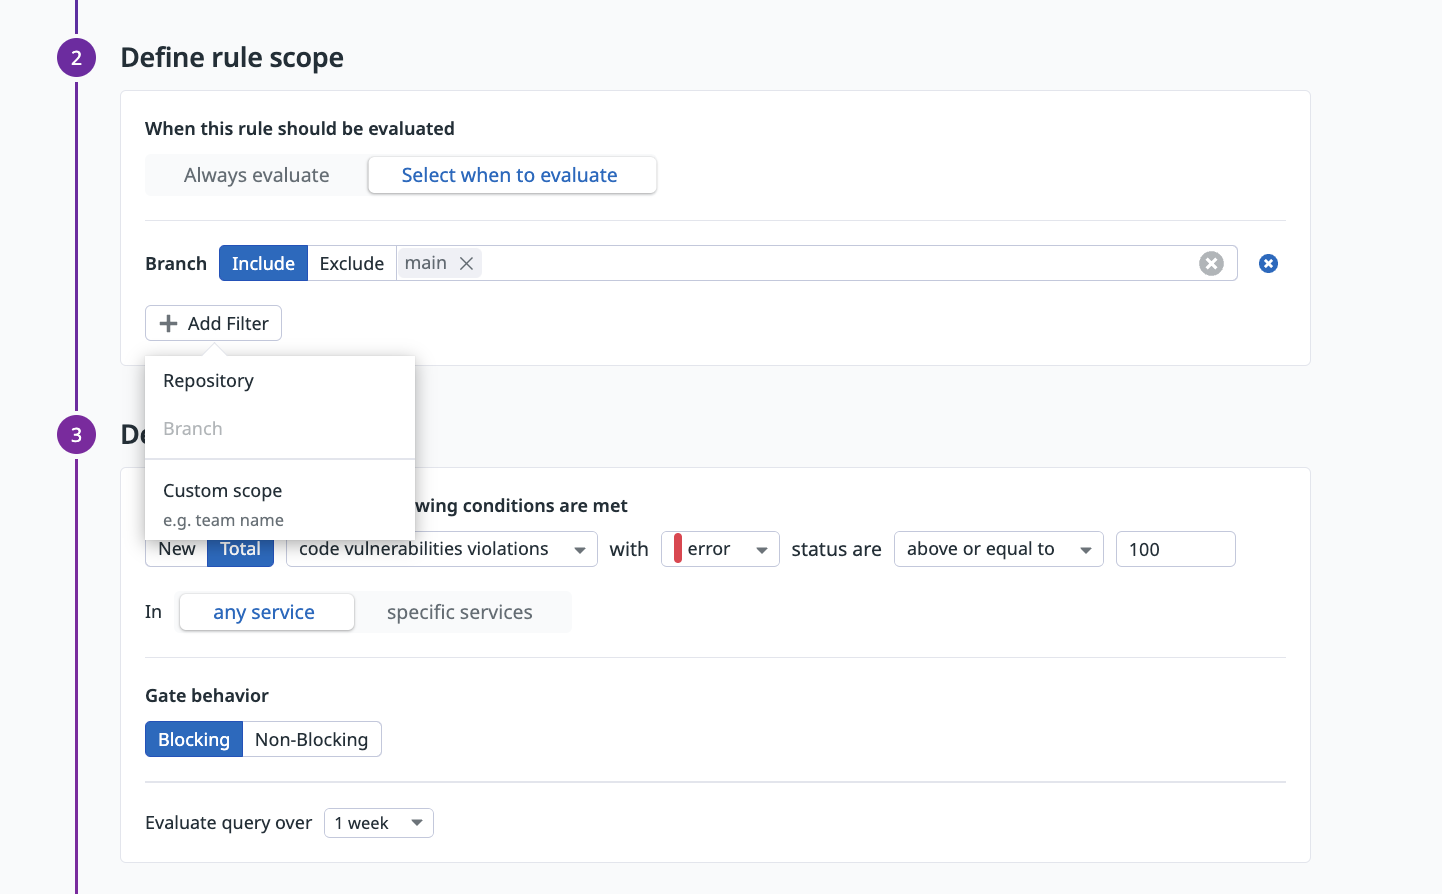 2 Define rule scope
When this rule should be evaluated
Always evaluate Select when to evaluate
Branch Include Exclude main
Add Filter
Repository
Branch
Custom scope
e.g. team name
3 De
wing conditions are met
New Total code vulnerabilities violations with error status are above or equal to 100
In any service specific services
Gate behavior
Blocking Non-Blocking
Evaluate query over 1 week